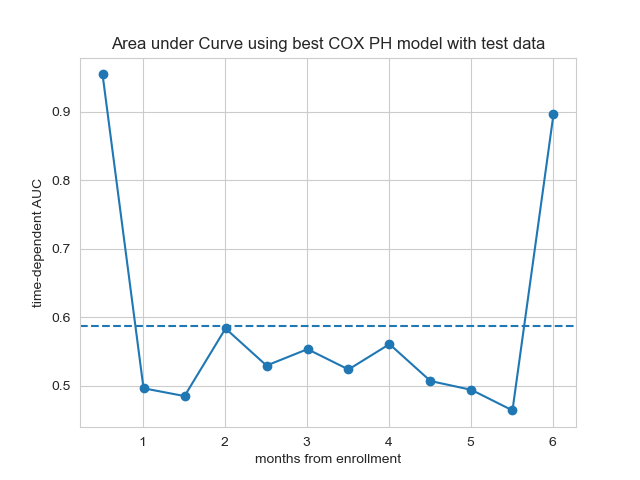 Area under Curve using best COX PH model with test data
time-dependent AUC
0.9
0.8
0.7
0.6
0.5
1 2 3 4 5 6
months from enrollment